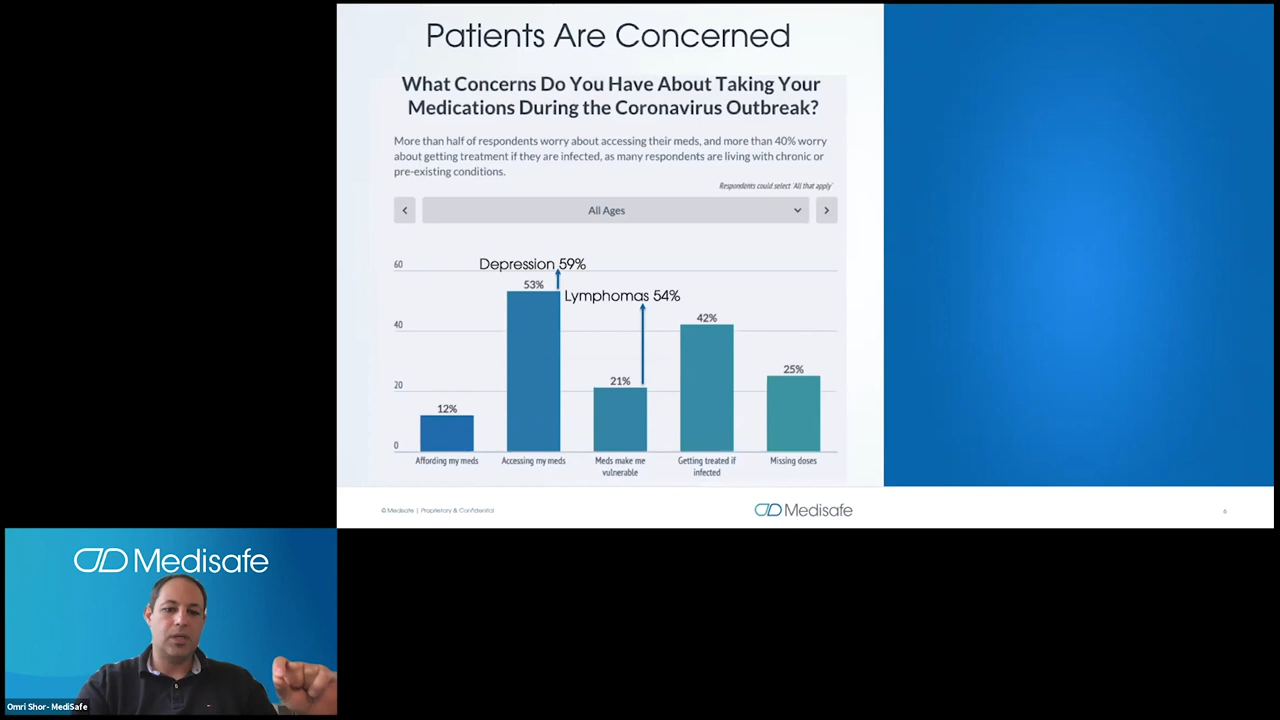 Patients Are Concerned
What Concerns Do You Have About Taking Your
Medications During the Coronavirus Outbreak?
More than half of respondents worry about accessing their meds, and more than 40% worry
about getting treatment if they are infected, as many respondents are living with chronic or
pre-existing conditions.
Respondents could select 'All that apply'
All Ages
60
40
20
0
Depression 59%
53%
Lymphomas 54%
42%
21%
25%
12%
Affording my meds
Accessing my meds
Meds make me
vulnerable
Getting treated if
infected
Missing doses
© Medisafe | Proprietary & Confidential
Medisafe
6
Medisafe
Omri Shor- MediSafe